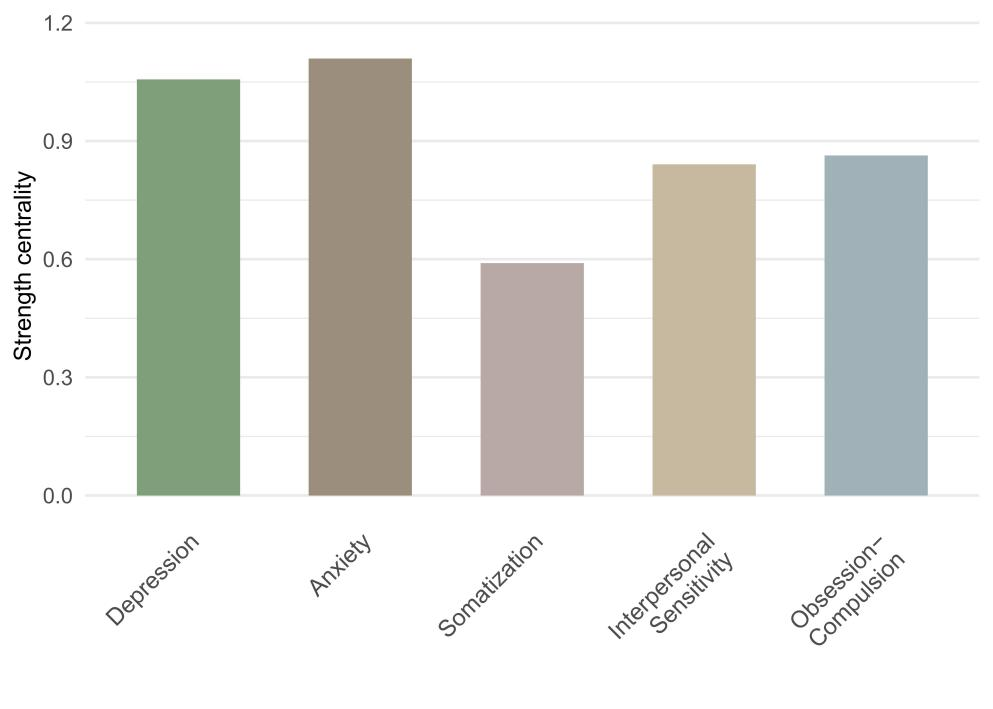 1.2
0.9
0.6
0.3
0.0
Strength centrality
Depression
Anxiety
Somatization
Interpersonal
Sensitivity
Obsession−
Compulsion